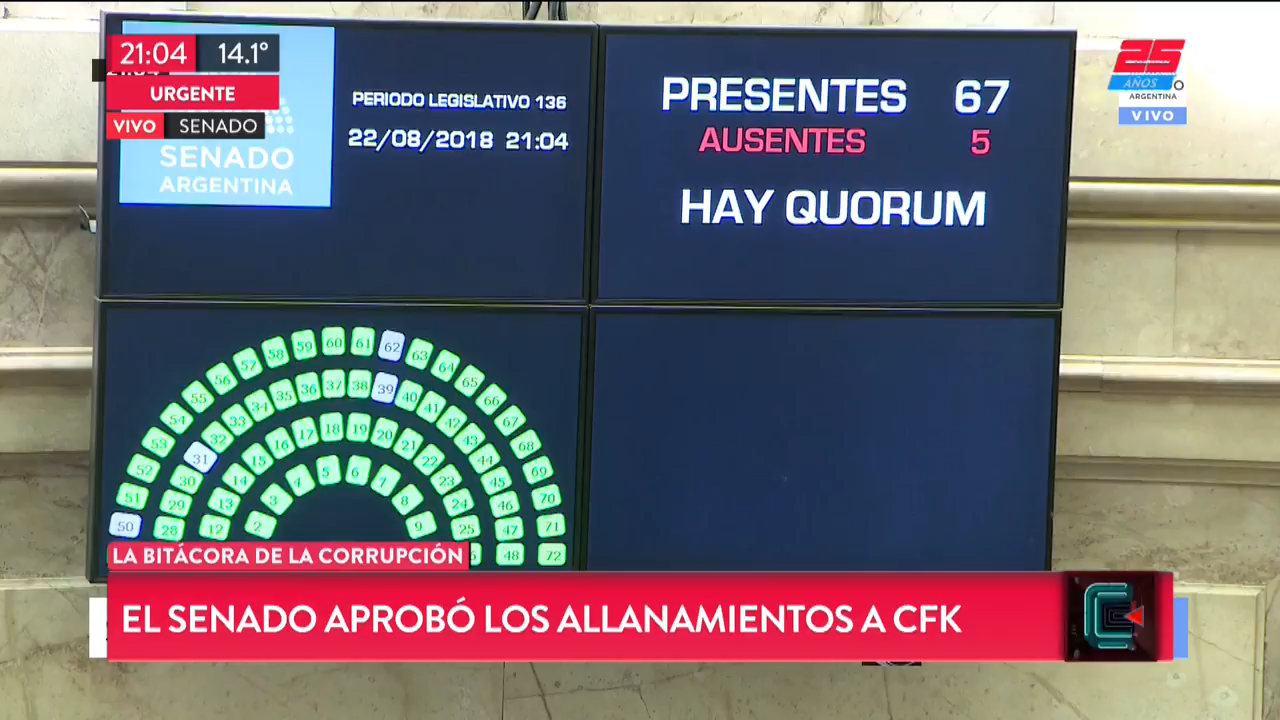 21:04 14.1°
URGENTE
VIVO SENADO
SENADO
ARGENTINA
PERIODO LEGISLATIVO 136
22/08/2018 21:04
PRESENTES 67
AUSENTES 5
HAY QUORUM
25
AÑOS
ARGENTINA
VIVO
60 61 62
57 58 59 63 64
55 56 65 66
54 67
53 68
52 69
51 70
50 71
72
36 37 38 39 40
33 34 35 41 42
32 43
31 44
30 45
29 46
28 47
48
17 18 19 20 21
15 16 22
14 23
13 24
12 25
4 5 6 7
3 8
2 9
LA BITÁCORA DE LA CORRUPCIÓN
EL SENADO APROBÓ LOS ALLANAMIENTOS A CFK